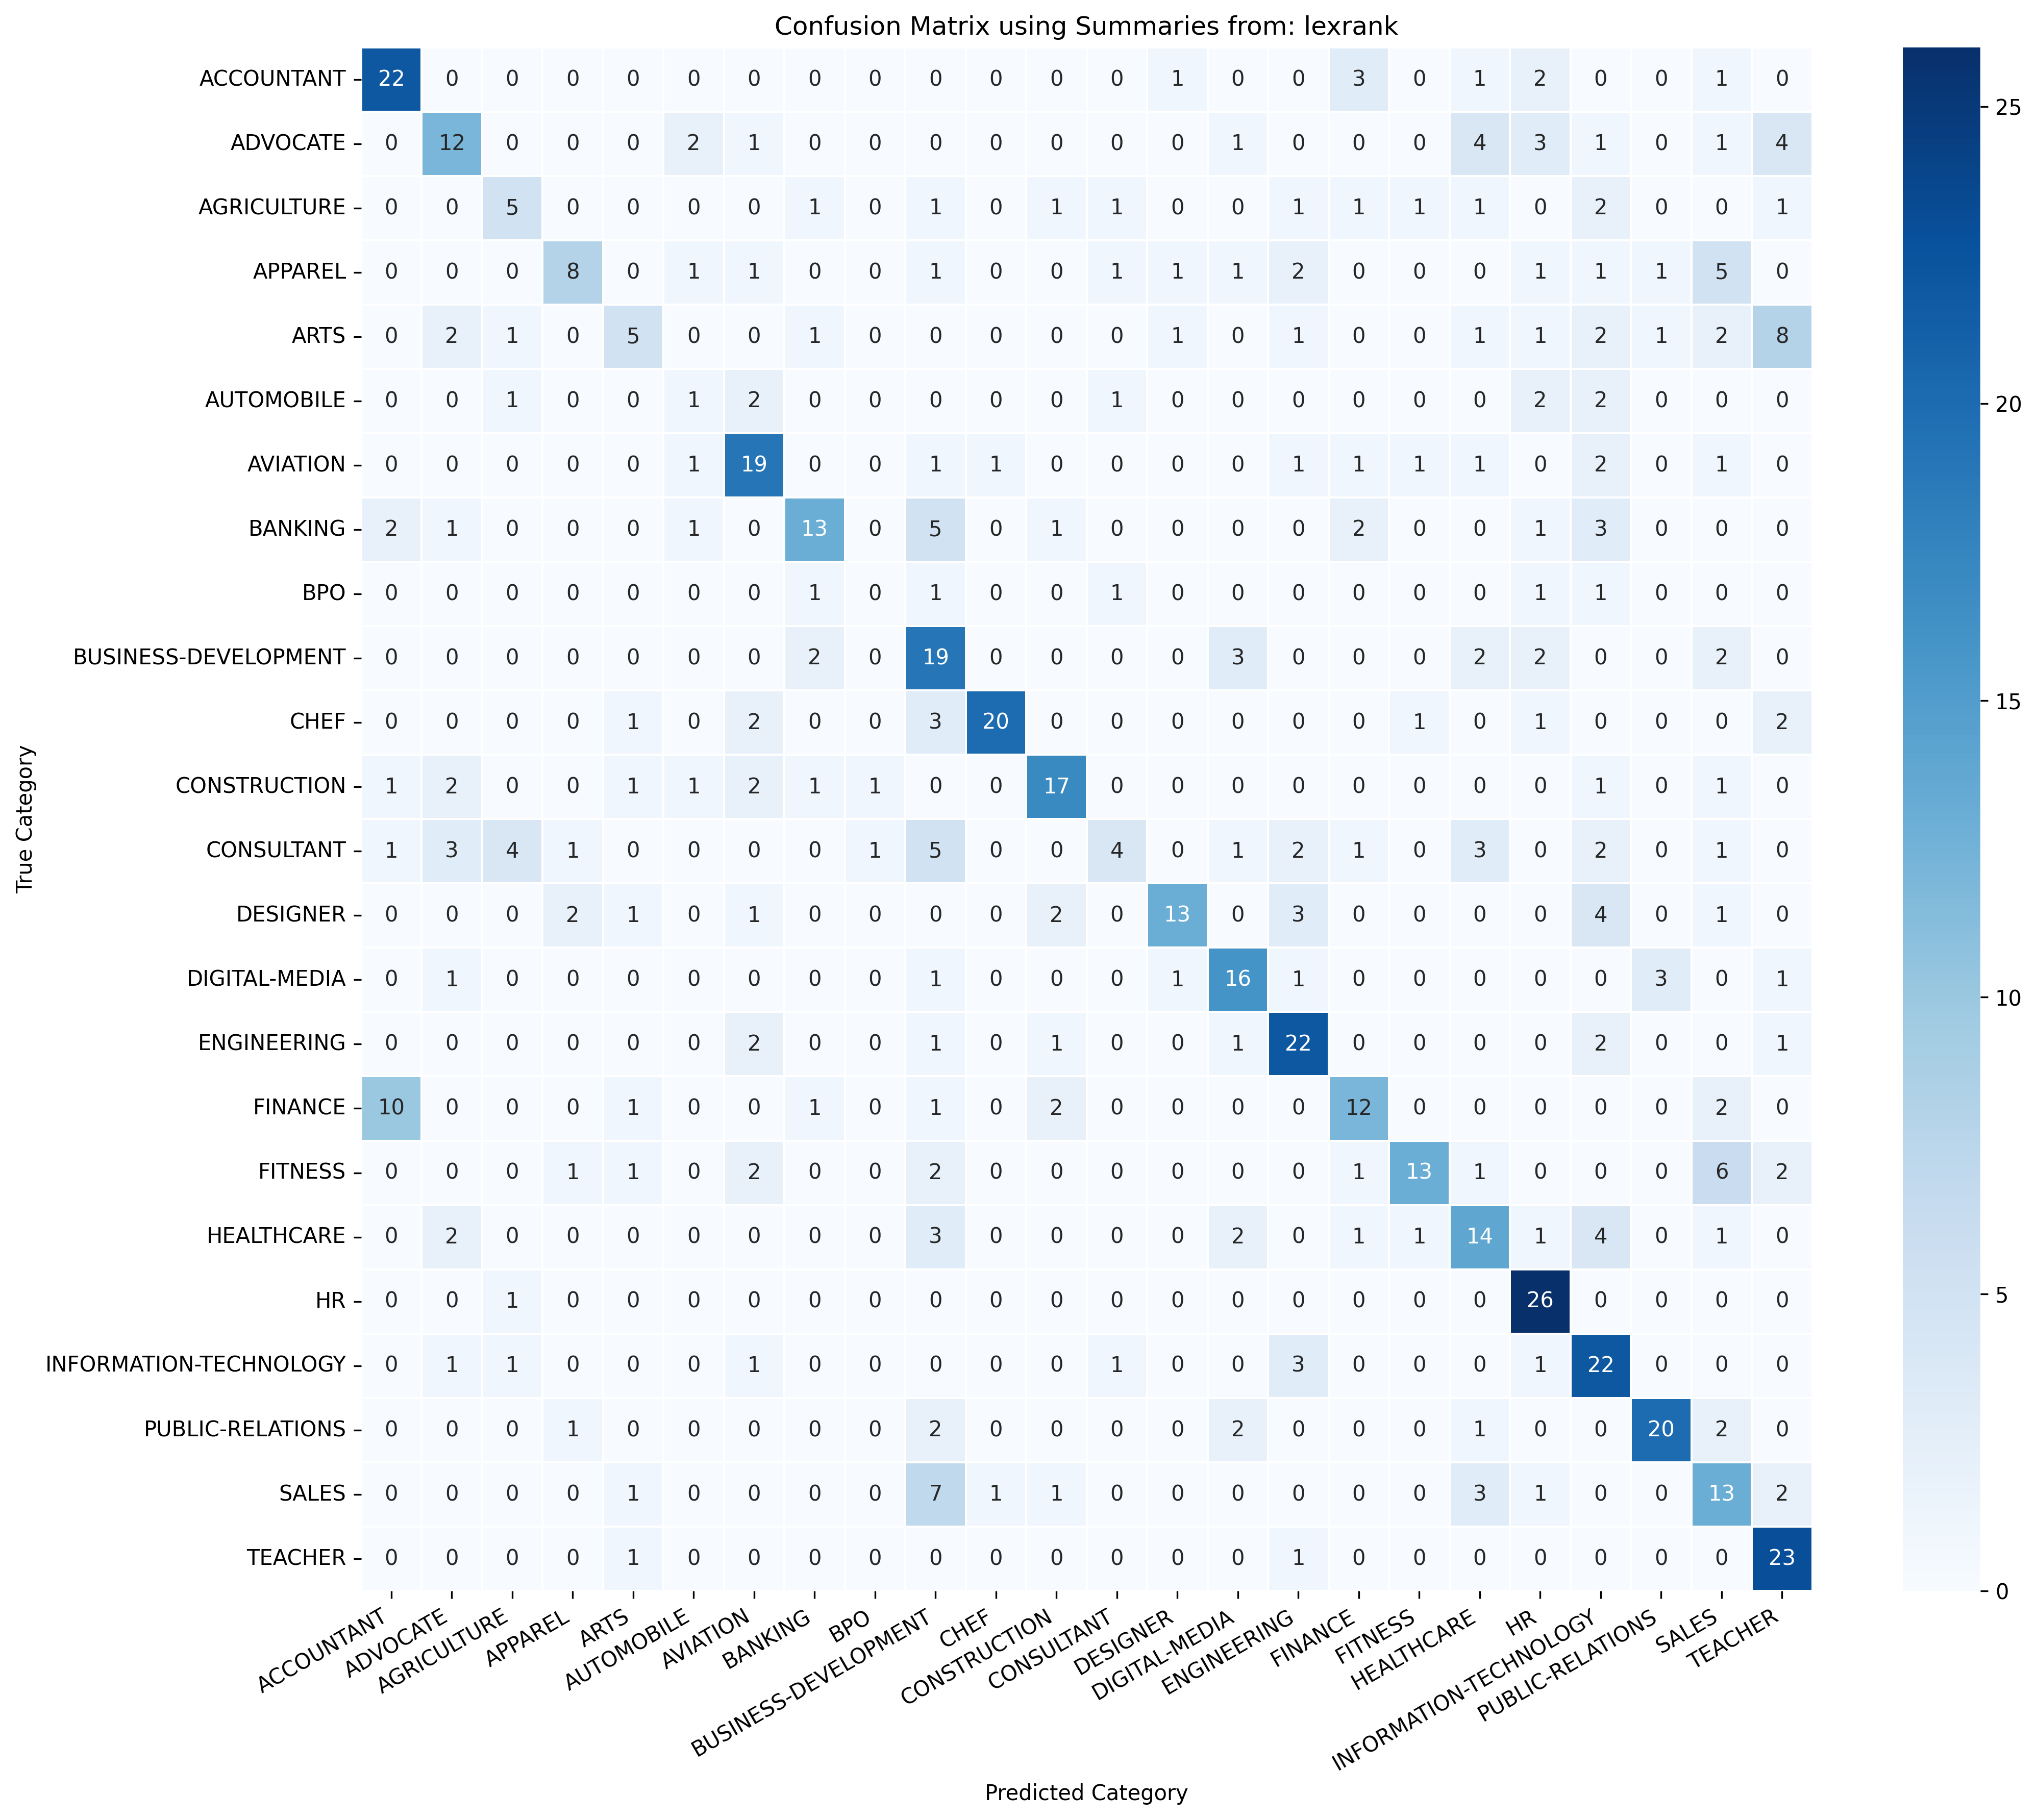 Confusion Matrix using Summaries from: lexrank
ACCOUNTANT 22 0 0 0 0 0 0 0 0 0 0 0 0 1 0 0 3 0 1 2 0 0 1 0
ADVOCATE 0 12 0 0 0 2 1 0 0 0 0 0 0 0 1 0 0 0 4 3 1 0 1 4
AGRICULTURE 0 0 5 0 0 0 0 1 0 1 0 1 1 0 0 1 1 1 1 0 2 0 0 1
APPAREL 0 0 0 8 0 1 1 0 0 1 0 0 1 1 1 2 0 0 0 1 1 1 5 0
ARTS 0 2 1 0 5 0 0 1 0 0 0 0 0 1 0 1 0 0 1 1 2 1 2 8
AUTOMOBILE 0 0 1 0 0 1 2 0 0 0 0 0 1 0 0 0 0 0 0 2 2 0 0 0
AVIATION 0 0 0 0 0 1 19 0 0 1 1 0 0 0 0 1 1 1 1 0 2 0 1 0
BANKING 2 1 0 0 0 1 0 13 0 5 0 1 0 0 0 0 2 0 0 1 3 0 0 0
BPO 0 0 0 0 0 0 0 1 0 1 0 0 1 0 0 0 0 0 0 1 1 0 0 0
BUSINESS-DEVELOPMENT 0 0 0 0 0 0 0 2 0 19 0 0 0 0 3 0 0 0 2 2 0 0 2 0
CHEF 0 0 0 0 1 0 2 0 0 3 20 0 0 0 0 0 0 1 0 1 0 0 0 2
CONSTRUCTION 1 2 0 0 1 1 2 1 1 0 0 17 0 0 0 0 0 0 0 0 1 0 1 0
CONSULTANT 1 3 4 1 0 0 0 0 1 5 0 0 4 0 1 2 1 0 3 0 2 0 1 0
DESIGNER 0 0 0 2 1 0 1 0 0 0 0 2 0 13 0 3 0 0 0 0 4 0 1 0
DIGITAL-MEDIA 0 1 0 0 0 0 0 0 0 1 0 0 0 1 16 1 0 0 0 0 0 3 0 1
ENGINEERING 0 0 0 0 0 0 2 0 0 1 0 1 0 0 1 22 0 0 0 0 2 0 0 1
FINANCE 10 0 0 0 1 0 0 1 0 1 0 2 0 0 0 0 12 0 0 0 0 0 2 0
FITNESS 0 0 0 1 1 0 2 0 0 2 0 0 0 0 0 0 1 13 1 0 0 0 6 2
HEALTHCARE 0 2 0 0 0 0 0 0 0 3 0 0 0 0 2 0 1 1 14 1 4 0 1 0
HR 0 0 1 0 0 0 0 0 0 0 0 0 0 0 0 0 0 0 0 26 0 0 0 0
INFORMATION-TECHNOLOGY 0 1 1 0 0 0 1 0 0 0 0 0 1 0 0 3 0 0 0 1 22 0 0 0
PUBLIC-RELATIONS 0 0 0 1 0 0 0 0 0 2 0 0 0 0 2 0 0 0 1 0 0 20 2 0
SALES 0 0 0 0 1 0 0 0 0 7 1 1 0 0 0 0 0 0 3 1 0 0 13 2
TEACHER 0 0 0 0 1 0 0 0 0 0 0 0 0 0 0 1 0 0 0 0 0 0 0 23
True Category
ACCOUNTANT
ADVOCATE
AGRICULTURE
APPAREL
ARTS
AUTOMOBILE
AVIATION
BANKING
BPO
BUSINESS-DEVELOPMENT
CHEF
CONSTRUCTION
CONSULTANT
DESIGNER
DIGITAL-MEDIA
ENGINEERING
FINANCE
FITNESS
HEALTHCARE
HR
INFORMATION-TECHNOLOGY
PUBLIC-RELATIONS
SALES
TEACHER
Predicted Category
25
20
15
10
5
0